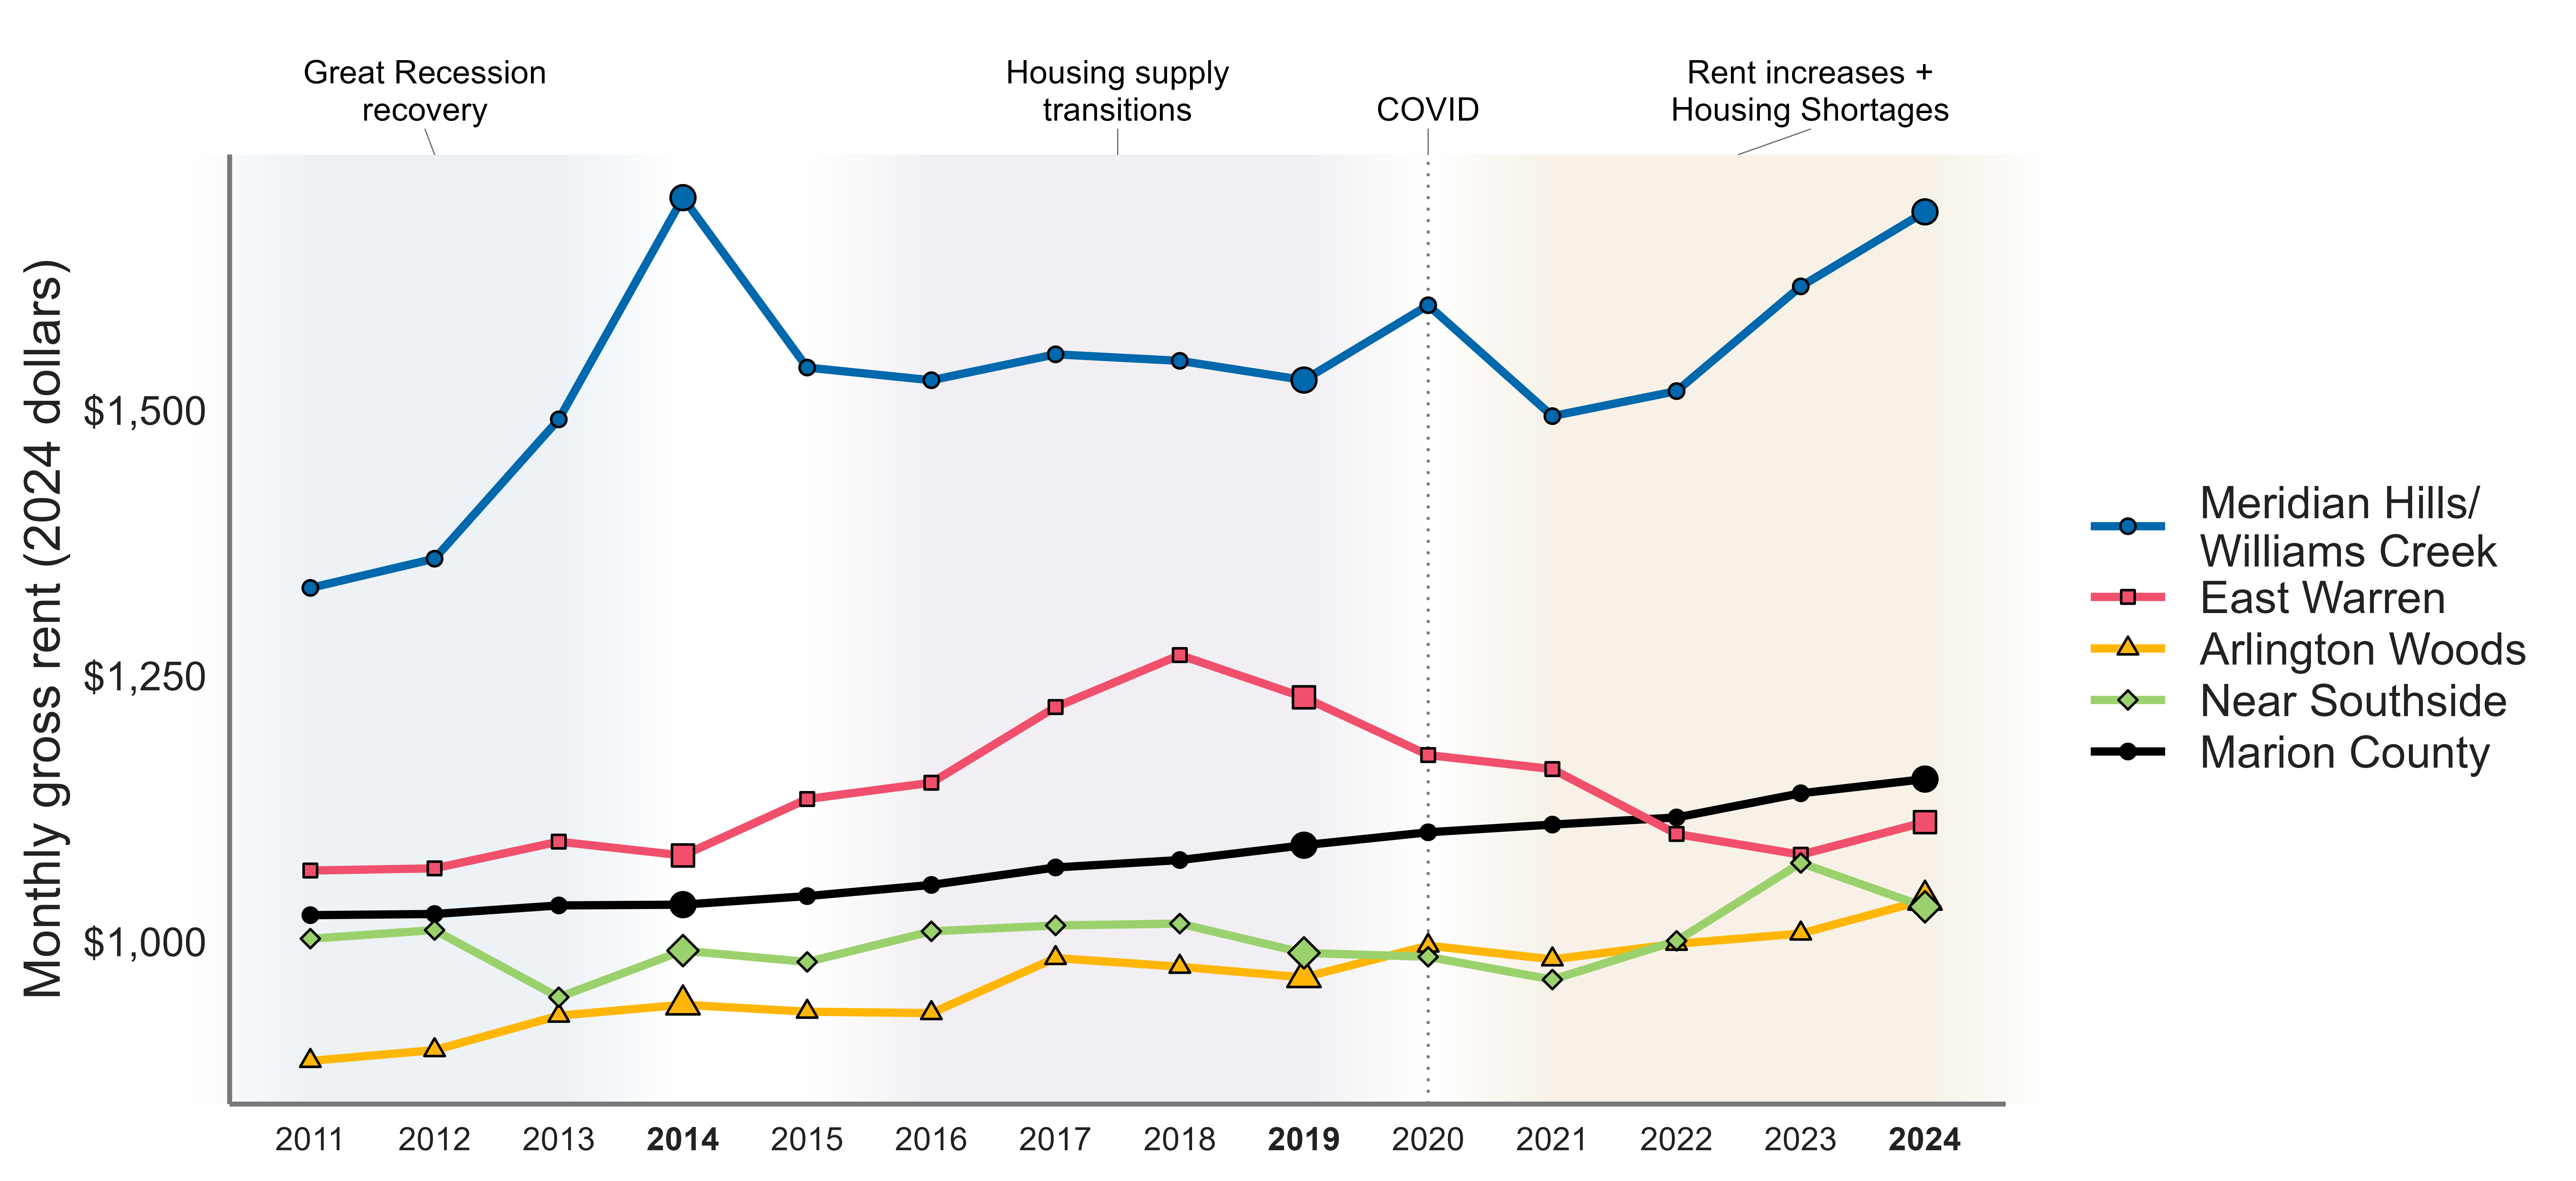 Great Recession
recovery
Housing supply
transitions
COVID
Rent increases +
Housing Shortages
Monthly gross rent (2024 dollars)
$1,500
$1,250
$1,000
2011
2012
2013
2014
2015
2016
2017
2018
2019
2020
2021
2022
2023
2024
Meridian Hills/
Williams Creek
East Warren
Arlington Woods
Near Southside
Marion County